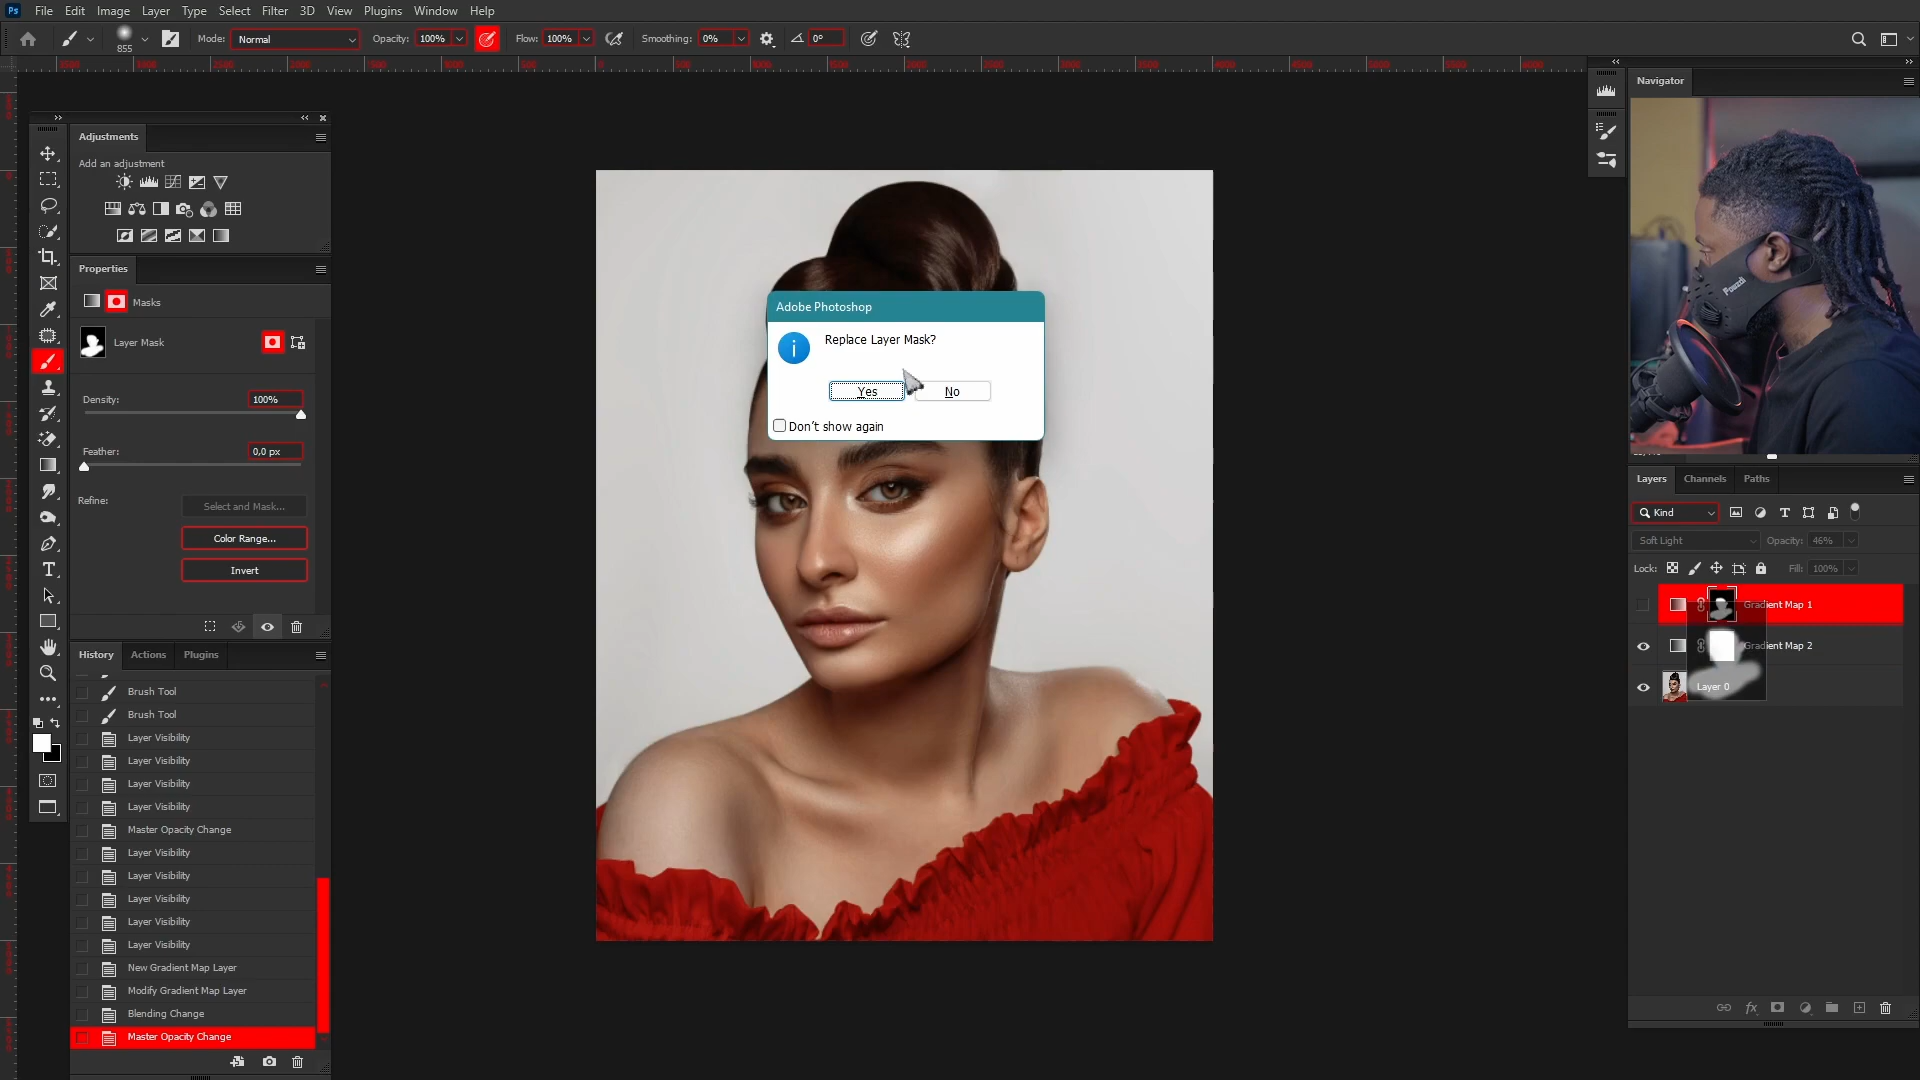 Ps File Edit Image Layer Type Select Filter 3D View Plugins Window Help
855 Mode: Normal Opacity: 100% Flow: 100% Smoothing: 0% 0°
Navigator
Adjustments
Add an adjustment
Properties
Masks
Layer Mask
Density: 100%
Feather: 0,0 px
Refine: Select and Mask...
Color Range...
Invert
History Actions Plugins
Brush Tool
Brush Tool
Layer Visibility
Layer Visibility
Layer Visibility
Layer Visibility
Master Opacity Change
Layer Visibility
Layer Visibility
Layer Visibility
Layer Visibility
Layer Visibility
New Gradient Map Layer
Modify Gradient Map Layer
Blending Change
Master Opacity Change
Adobe Photoshop
Replace Layer Mask?
Yes No
Don't show again
Layers Channels Paths
Kind
Soft Light Opacity: 46%
Lock: Fill: 100%
Gradient Map 1
Gradient Map 2
Layer 0